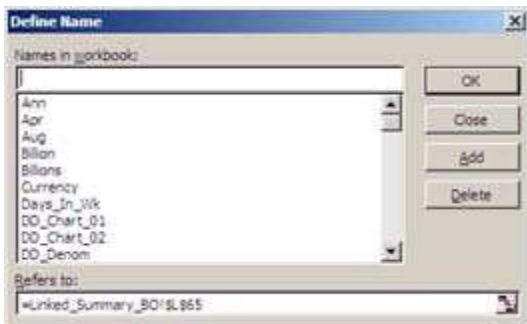 Define Name
Names in workbook:
OK
Ann
Apr
Aug
Billion
Billions
Currency
Days_In_Wk
DD_Chart_01
DD_Chart_02
DD_Denom
Close
Add
Delete
Refers to:
=Linked_Summary_BO!$L$65